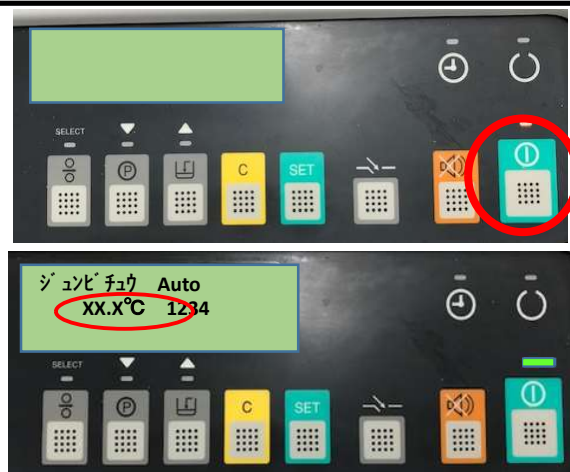 SELECT
P C SET
ｼﾞｭﾝﾋﾞﾁｭｳ Auto
XX.X℃ 1234
SELECT
P C SET